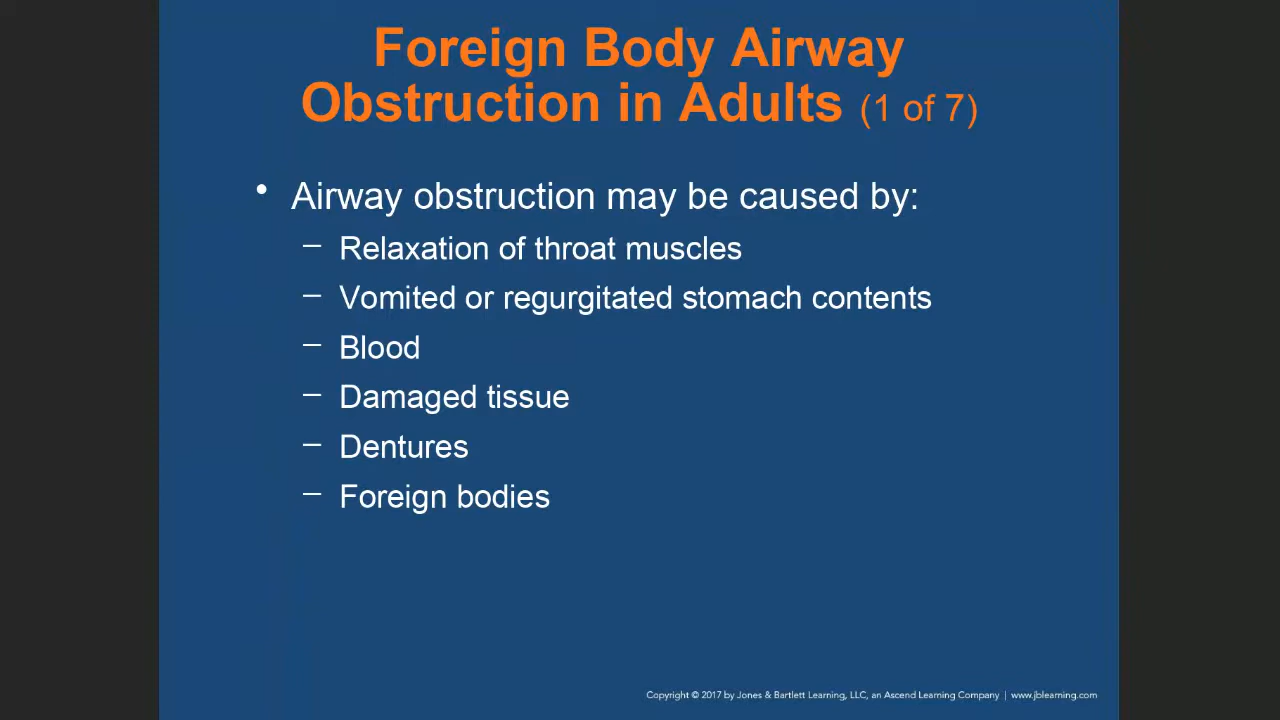 Foreign Body Airway
Obstruction in Adults (1 of 7)
• Airway obstruction may be caused by:
– Relaxation of throat muscles
– Vomited or regurgitated stomach contents
– Blood
– Damaged tissue
– Dentures
– Foreign bodies
Copyright © 2017 by Jones & Bartlett Learning, LLC, an Ascend Learning Company | www.jblearning.com